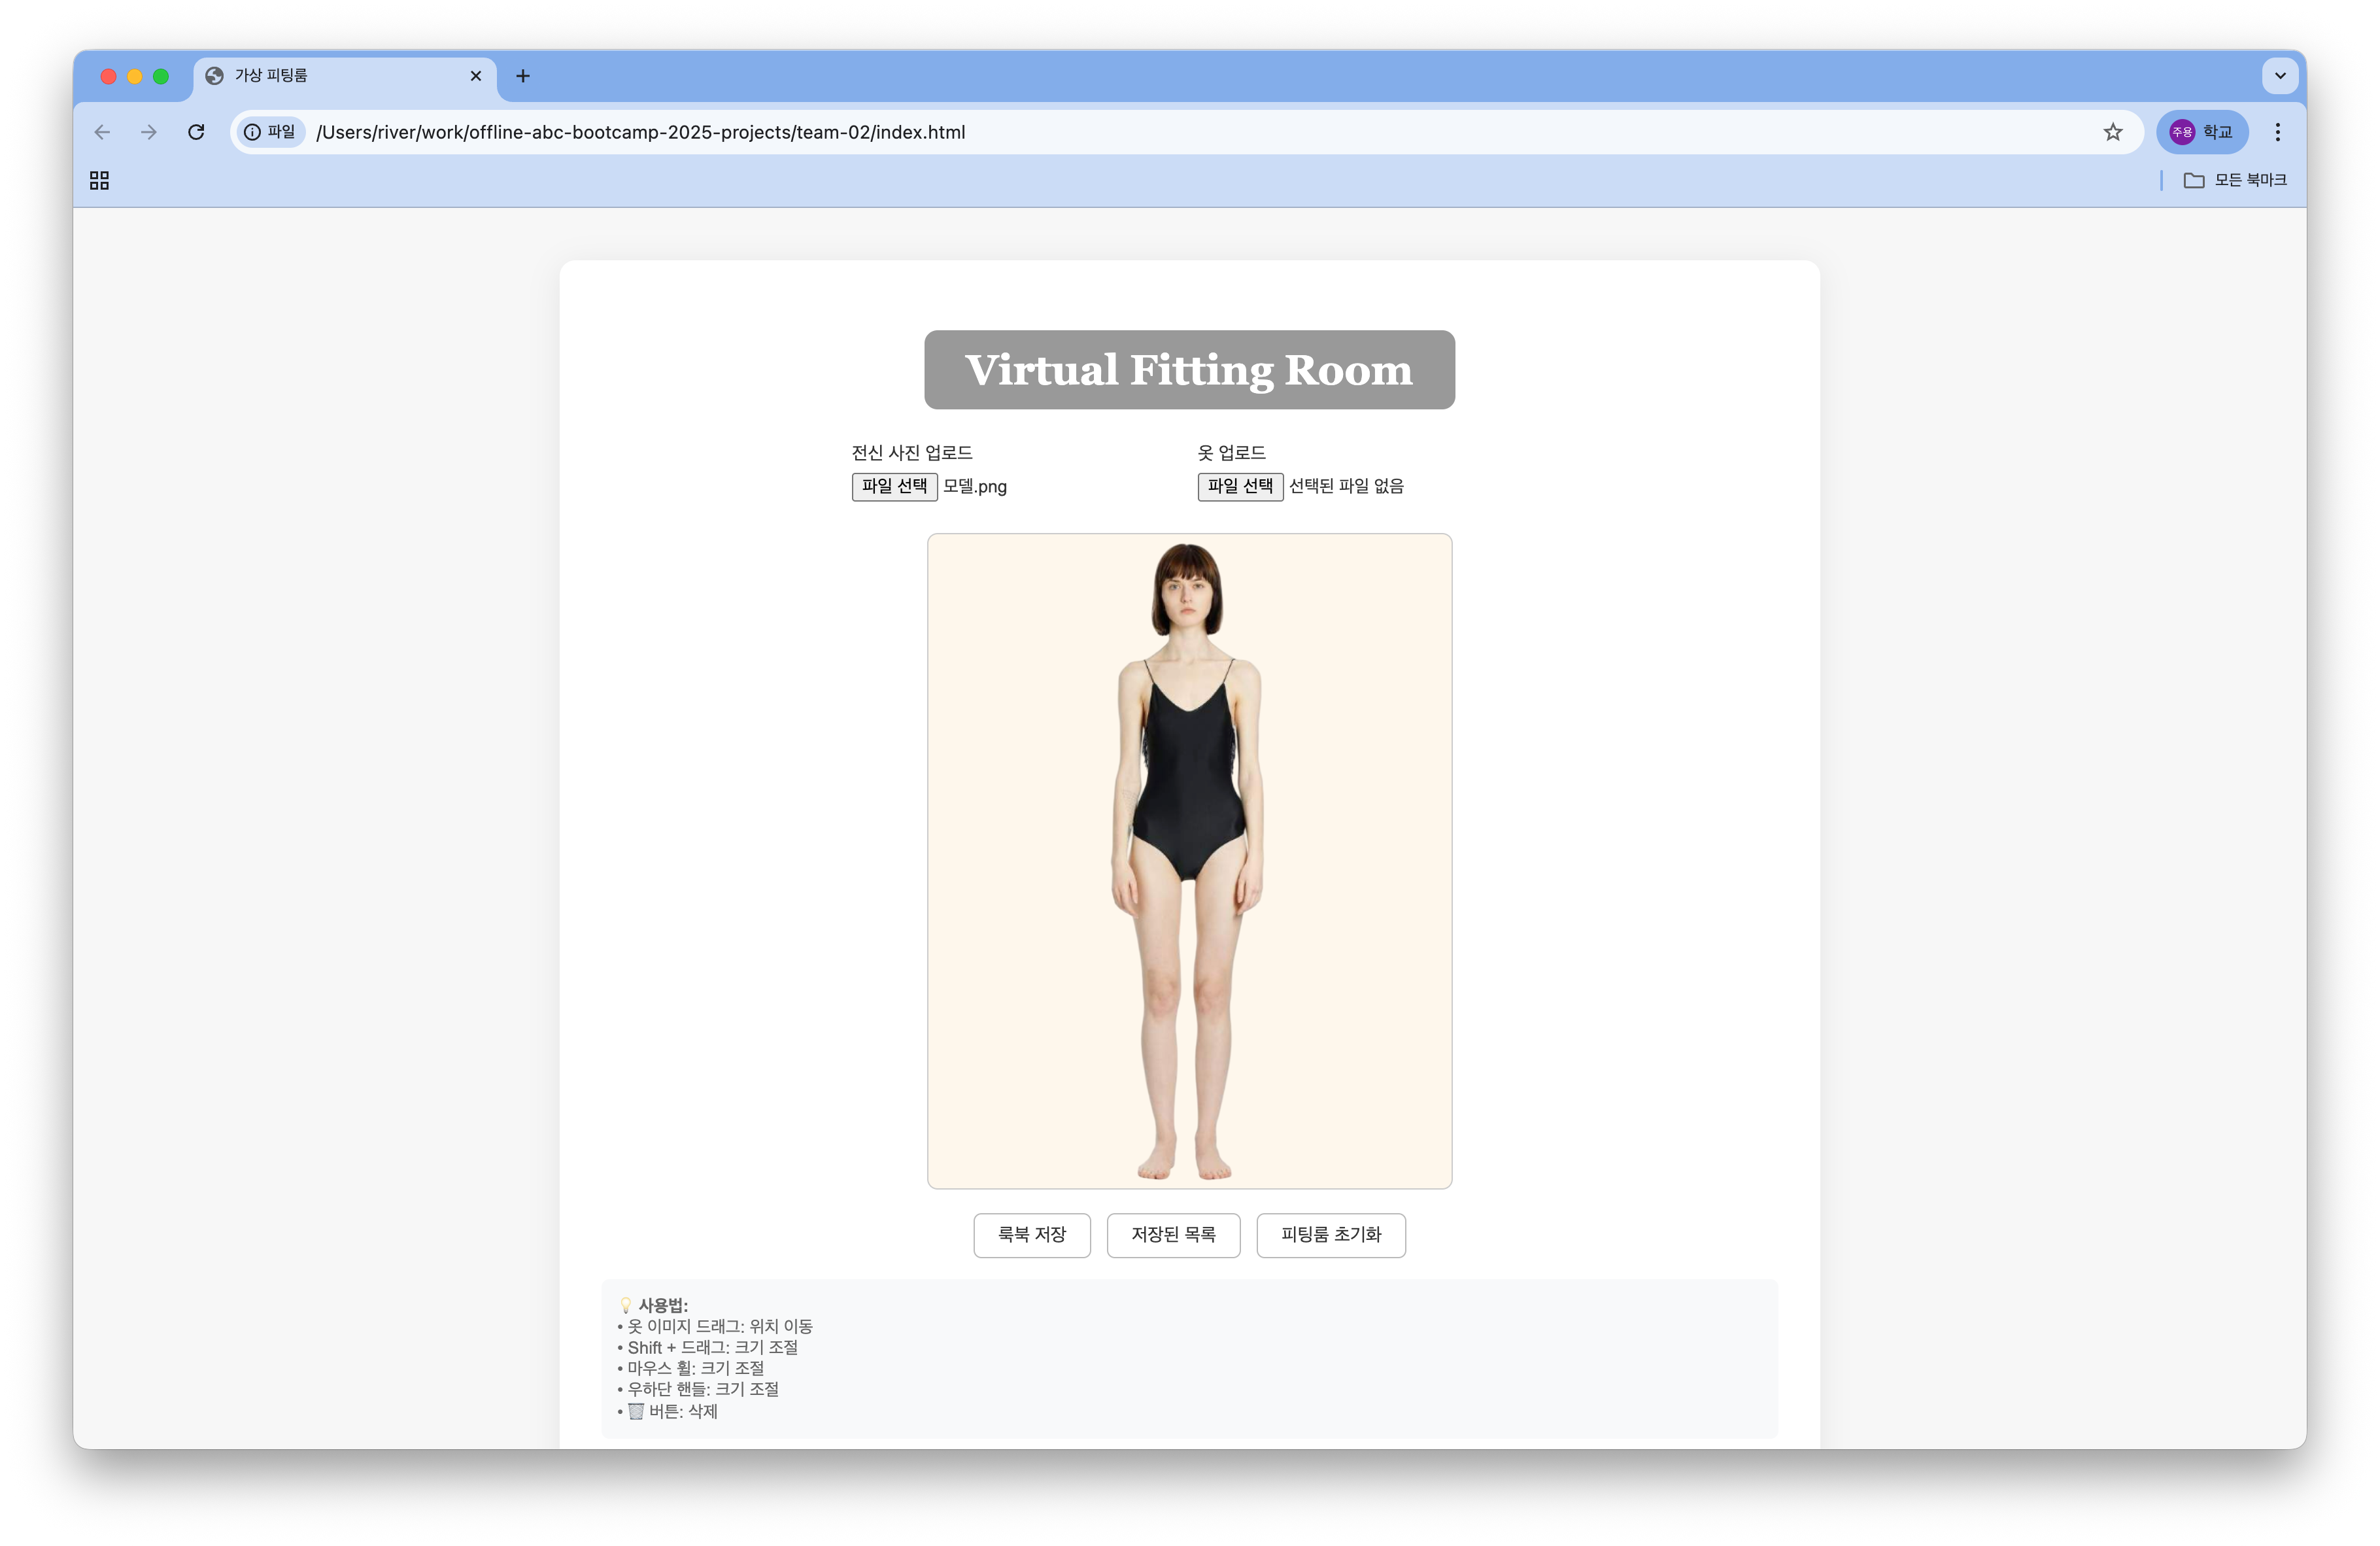 가상 피팅룸
파일 /Users/river/work/offline-abc-bootcamp-2025-projects/team-02/index.html
주용 학교
모든 북마크
Virtual Fitting Room
전신 사진 업로드 옷 업로드
파일 선택 모델.png 파일 선택 선택된 파일 없음
룩북 저장 저장된 목록 피팅룸 초기화
💡 사용법:
• 옷 이미지 드래그: 위치 이동
• Shift + 드래그: 크기 조절
• 마우스 휠: 크기 조절
• 우하단 핸들: 크기 조절
• 🗑️ 버튼: 삭제